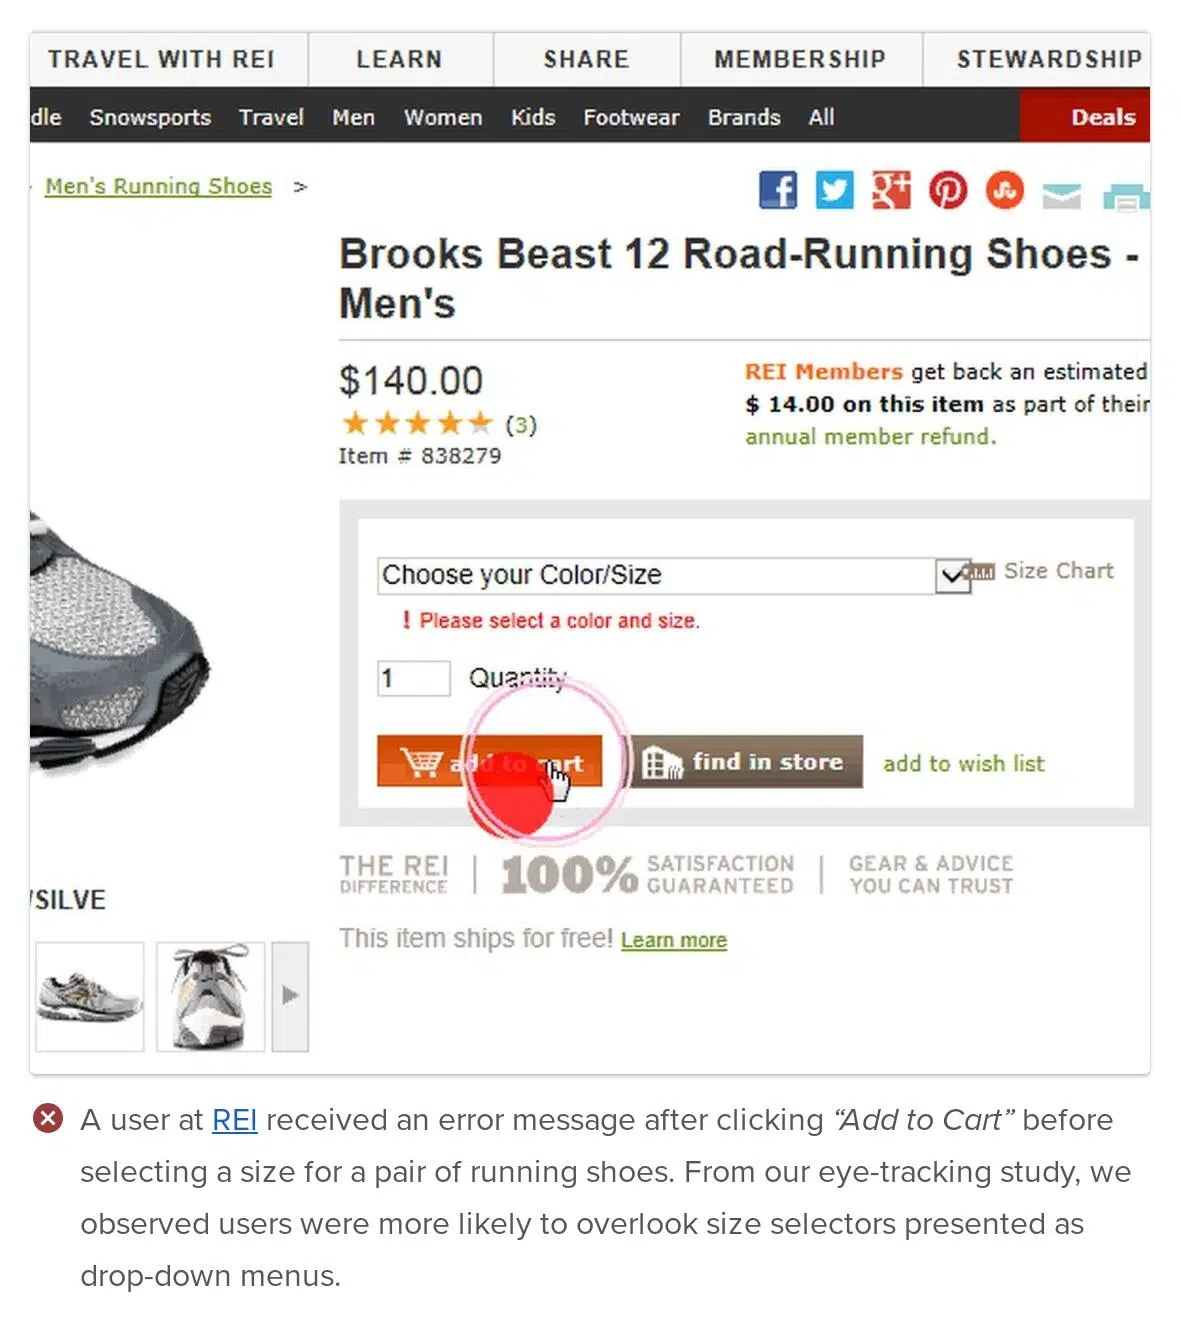 TRAVEL WITH REI LEARN SHARE MEMBERSHIP STEWARDSHIP
dle Snowsports Travel Men Women Kids Footwear Brands All Deals
Men's Running Shoes >
Brooks Beast 12 Road-Running Shoes -
Men's
$140.00
(3)
Item # 838279
REI Members get back an estimated
$ 14.00 on this item as part of their
annual member refund.
Choose your Color/Size
Size Chart
! Please select a color and size.
1 Quantity
add to cart find in store add to wish list
THE REI DIFFERENCE | 100% SATISFACTION GUARANTEED | GEAR & ADVICE YOU CAN TRUST
This item ships for free! Learn more
/SILVE
A user at REI received an error message after clicking “Add to Cart” before
selecting a size for a pair of running shoes. From our eye-tracking study, we
observed users were more likely to overlook size selectors presented as
drop-down menus.